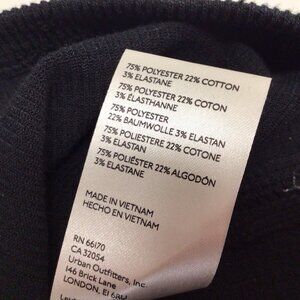 75% POLYESTER 22% COTTON
3% ELASTANE
75% POLYESTER 22% COTON
3% ÉLASTHANNE
75% POLYESTER
22% BAUMWOLLE 3% ELASTAN
75% POLIESTERE 22% COTONE
3% ELASTAN
75% POLIÉSTER 22% ALGODÓN
3% ELASTANE
MADE IN VIETNAM
HECHO EN VIETNAM
RN 66170
CA 32054
Urban Outfitters, Inc.
146 Brick Lane
LONDON, E1 6RU